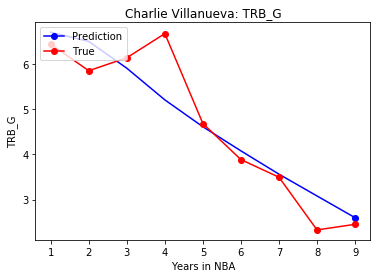 Charlie Villanueva: TRB_G
Prediction
True
TRB_G
6
5
4
3
1 2 3 4 5 6 7 8 9
Years in NBA